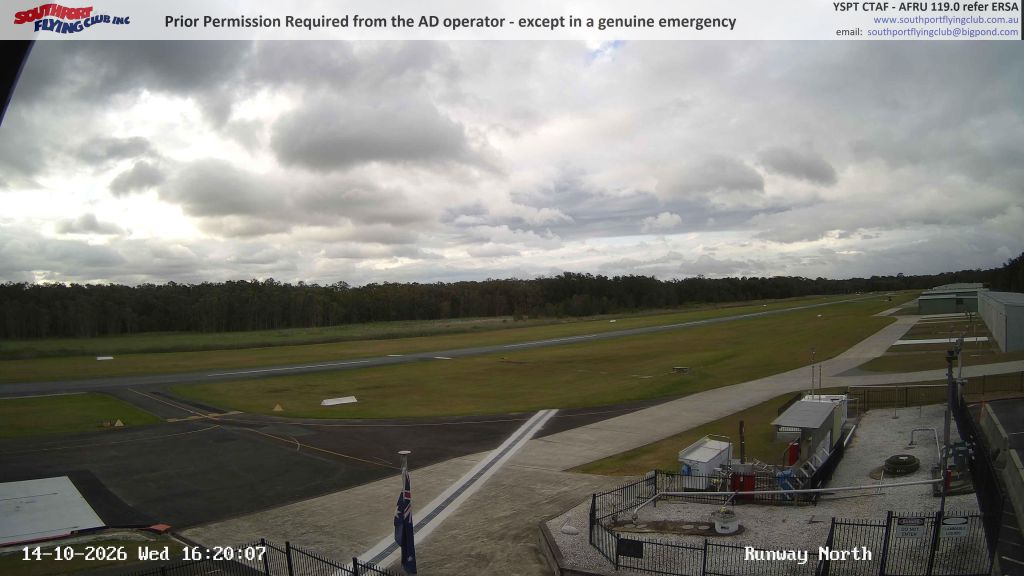 SOUTHPORT
FLYING CLUB INC
Prior Permission Required from the AD operator - except in a genuine emergency
YSPT CTAF - AFRU 119.0 refer ERSA
www.southportflyingclub.com.au
email: southportflyingclub@bigpond.com
14-10-2026 Wed 16:20:07
Runway North